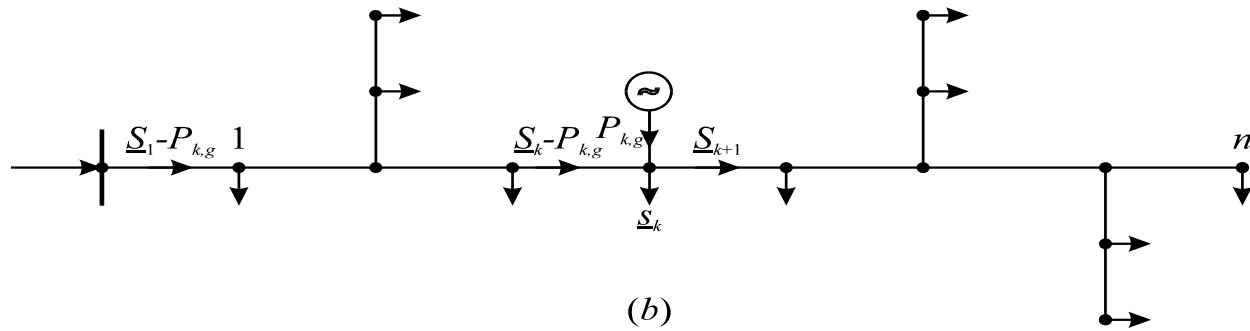 S₁-Pₖ,g 1 Sₖ-Pₖ,g Pₖ,g Sₖ₊₁ n
sₖ
(b)